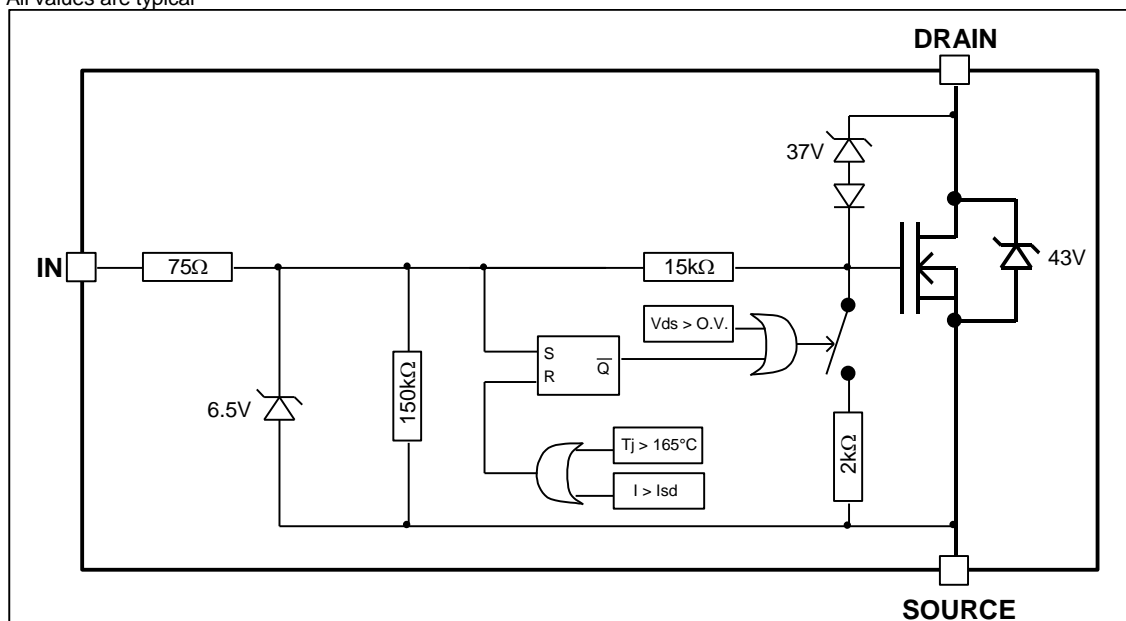 All values are typical
DRAIN
37V
IN
75Ω
15kΩ
43V
Vds > O.V.
S
R
Q̅
150kΩ
6.5V
Tj > 165°C
I > Isd
2kΩ
SOURCE